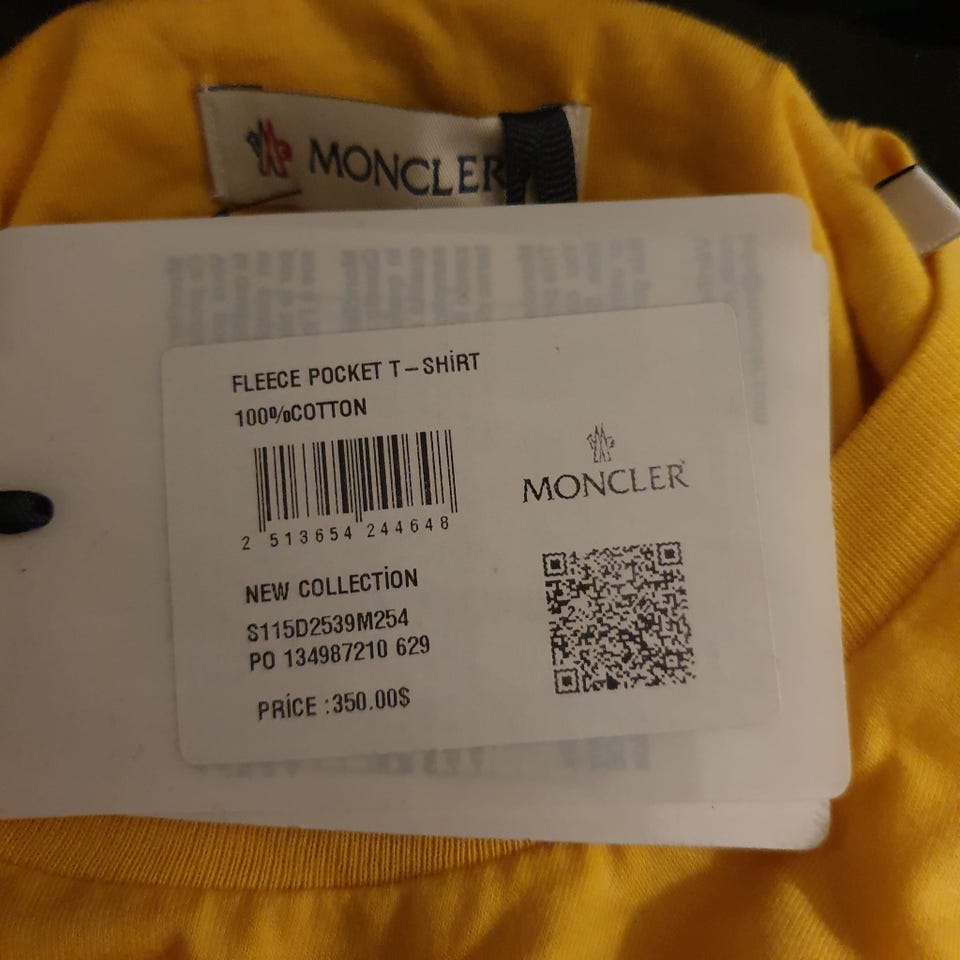 MONCLER
FLEECE POCKET T-SHİRT
100%COTTON
2 513654 244648
MONCLER
NEW COLLECTİON
S115D2539M254
PO 134987210 629
PRİCE :350.00$